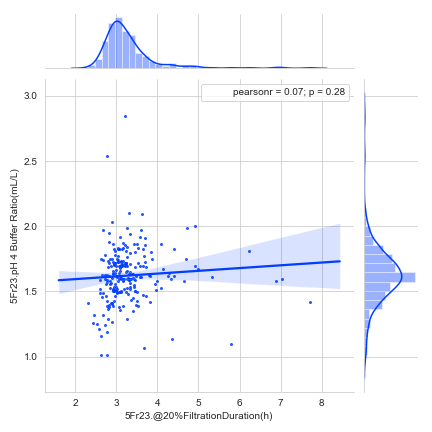 pearsonr = 0.07; p = 0.28
3.0
2.5
2.0
1.5
1.0
5Fr23.pH 4 Buffer Ratio(mL/L)
2 3 4 5 6 7 8
5Fr23.@20%FiltrationDuration(h)